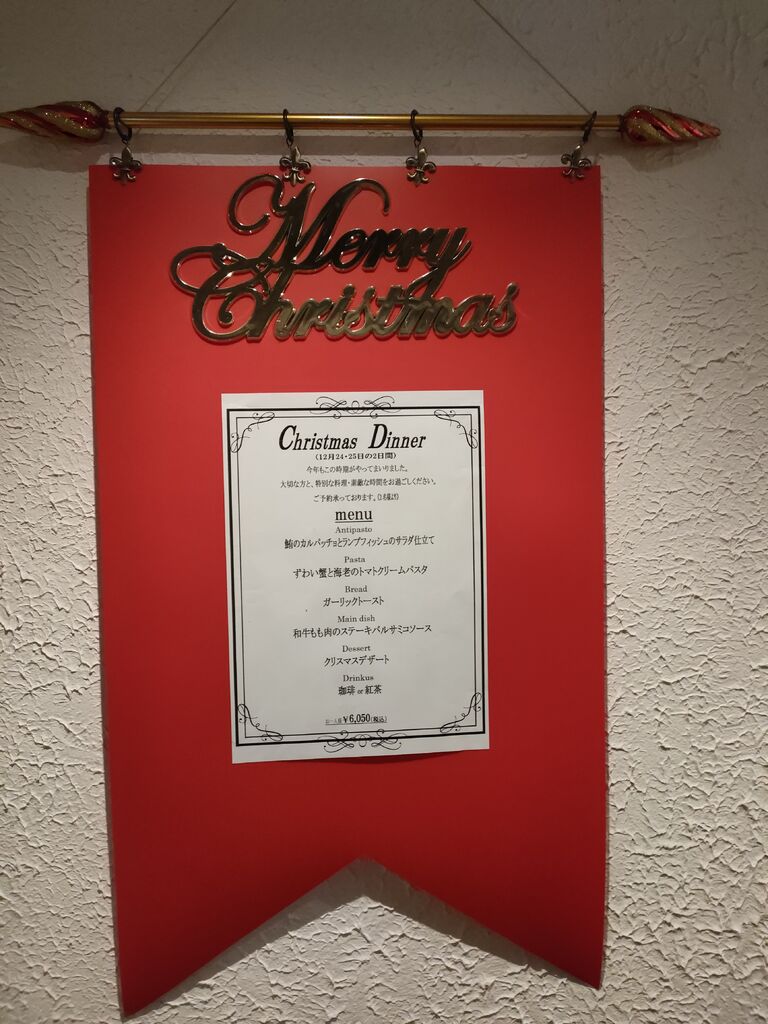 Merry
Christmas
Christmas Dinner
(12月24・25日の2日間)
今年もこの時期がやってまいりました。
大切な方と、特別な料理・素敵な時間をお過ごしください。
ご予約承っております。
menu
Antipasto
鮪のカルパッチョとランプフィッシュのサラダ仕立て
Pasta
ずわい蟹と海老のトマトクリームパスタ
Bread
ガーリックトースト
Main dish
和牛もも肉のステーキバルサミコソース
Dessert
クリスマスデザート
Drinkus
珈琲 or 紅茶
お一人様 ¥6,050(税込)